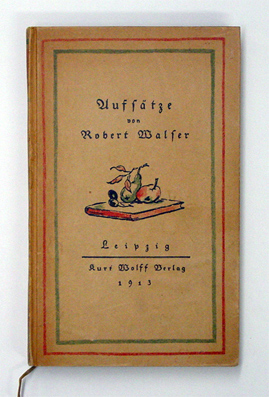 Aufsätze
von
Robert Walser
Leipzig
Kurt Wolff Verlag
1913